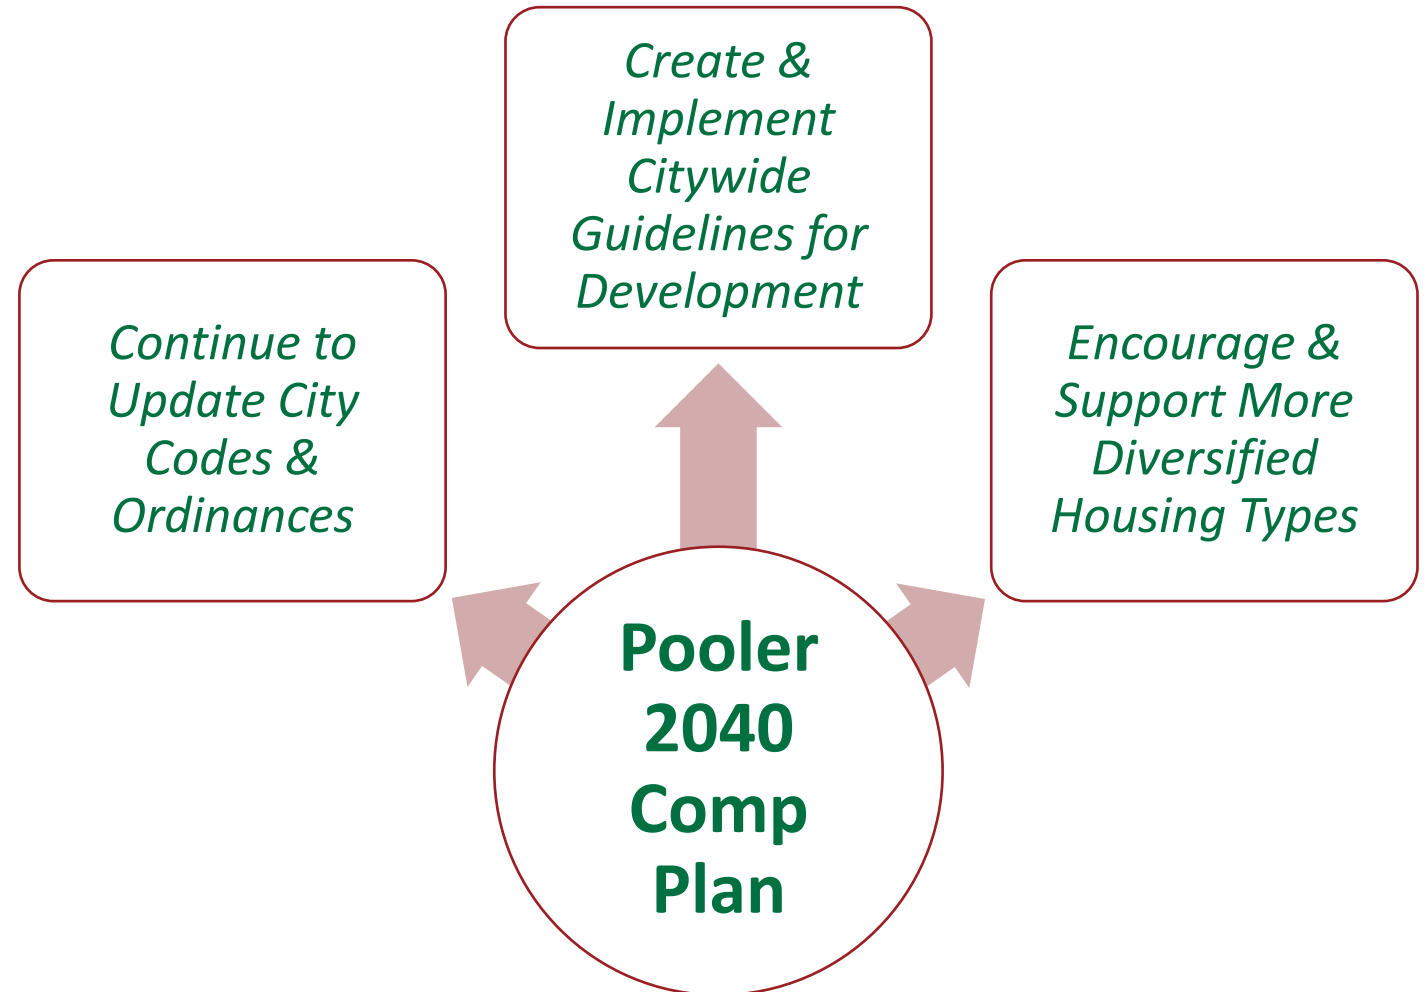 Create &
Implement
Citywide
Guidelines for
Development
Continue to
Update City
Codes &
Ordinances
Encourage &
Support More
Diversified
Housing Types
Pooler
2040
Comp
Plan